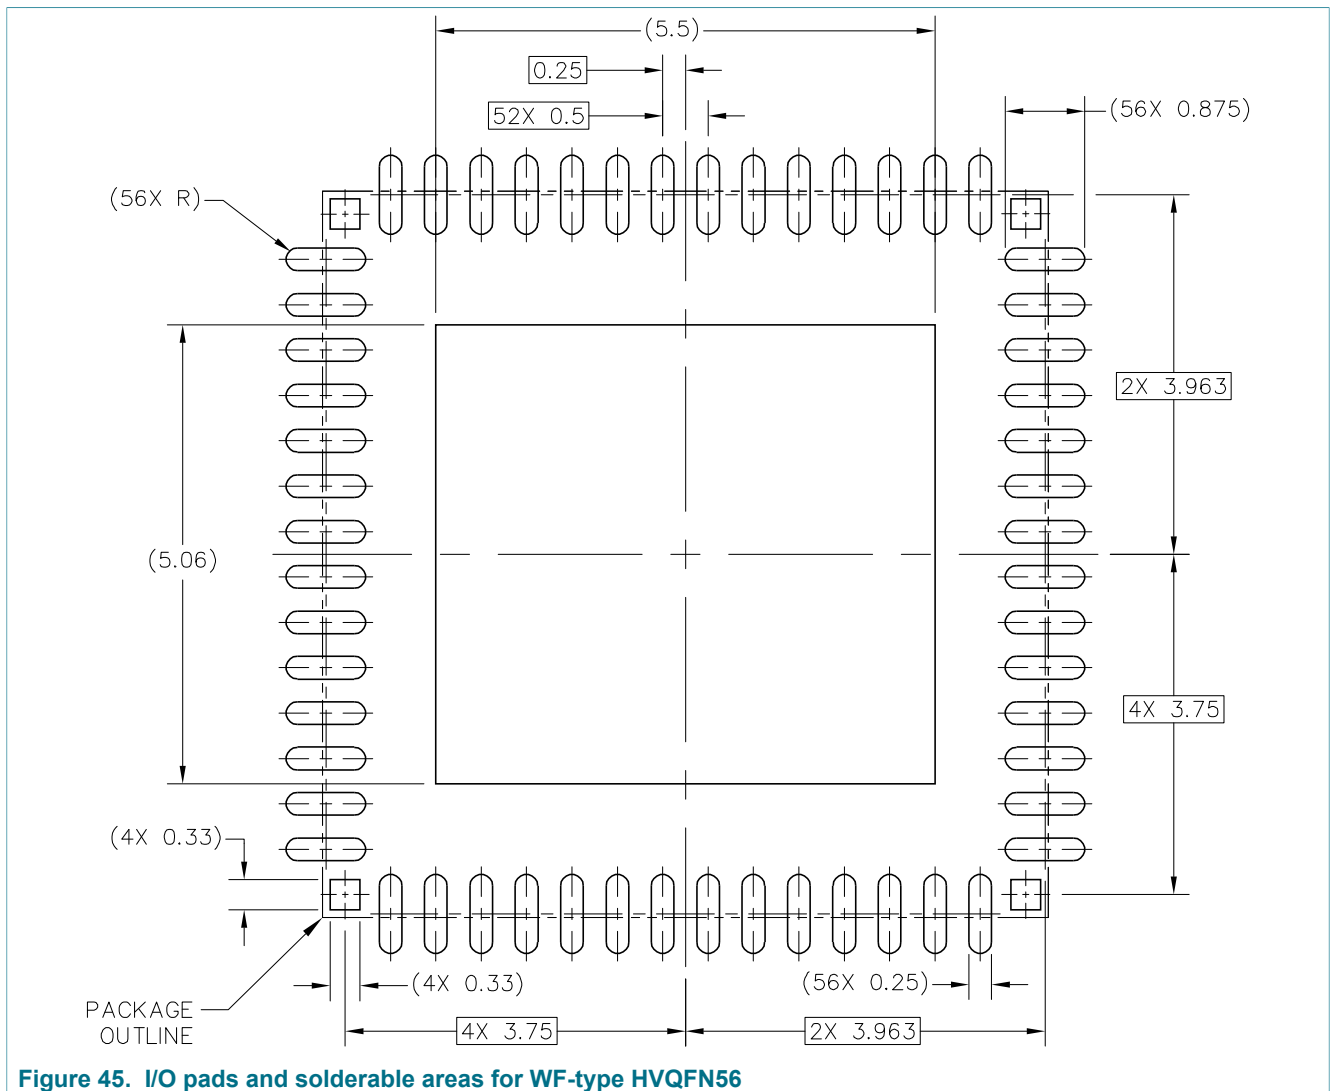 (5.5)
0.25
52X 0.5
(56X 0.875)
(56X R)
2X 3.963
(5.06)
4X 3.75
(4X 0.33)
(4X 0.33)
(56X 0.25)
PACKAGE
OUTLINE
4X 3.75
2X 3.963
Figure 45. I/O pads and solderable areas for WF-type HVQFN56